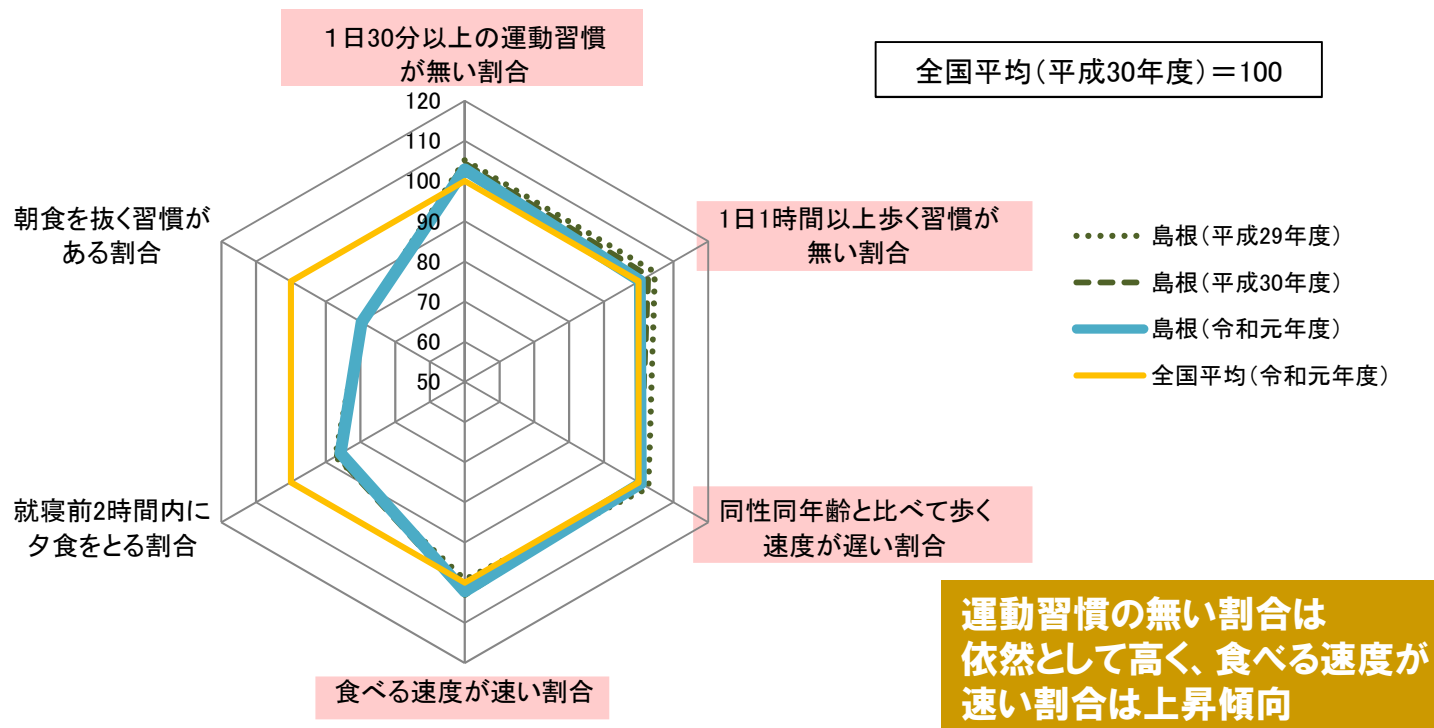 1日30分以上の運動習慣
が無い割合
全国平均（平成30年度）＝100
120
110
100
90
80
70
60
50
朝食を抜く習慣が
ある割合
1日1時間以上歩く習慣が
無い割合
島根（平成29年度）
島根（平成30年度）
島根（令和元年度）
全国平均（令和元年度）
就寝前2時間内に
夕食をとる割合
同性同年齢と比べて歩く
速度が遅い割合
食べる速度が速い割合
運動習慣の無い割合は
依然として高く、食べる速度が
速い割合は上昇傾向